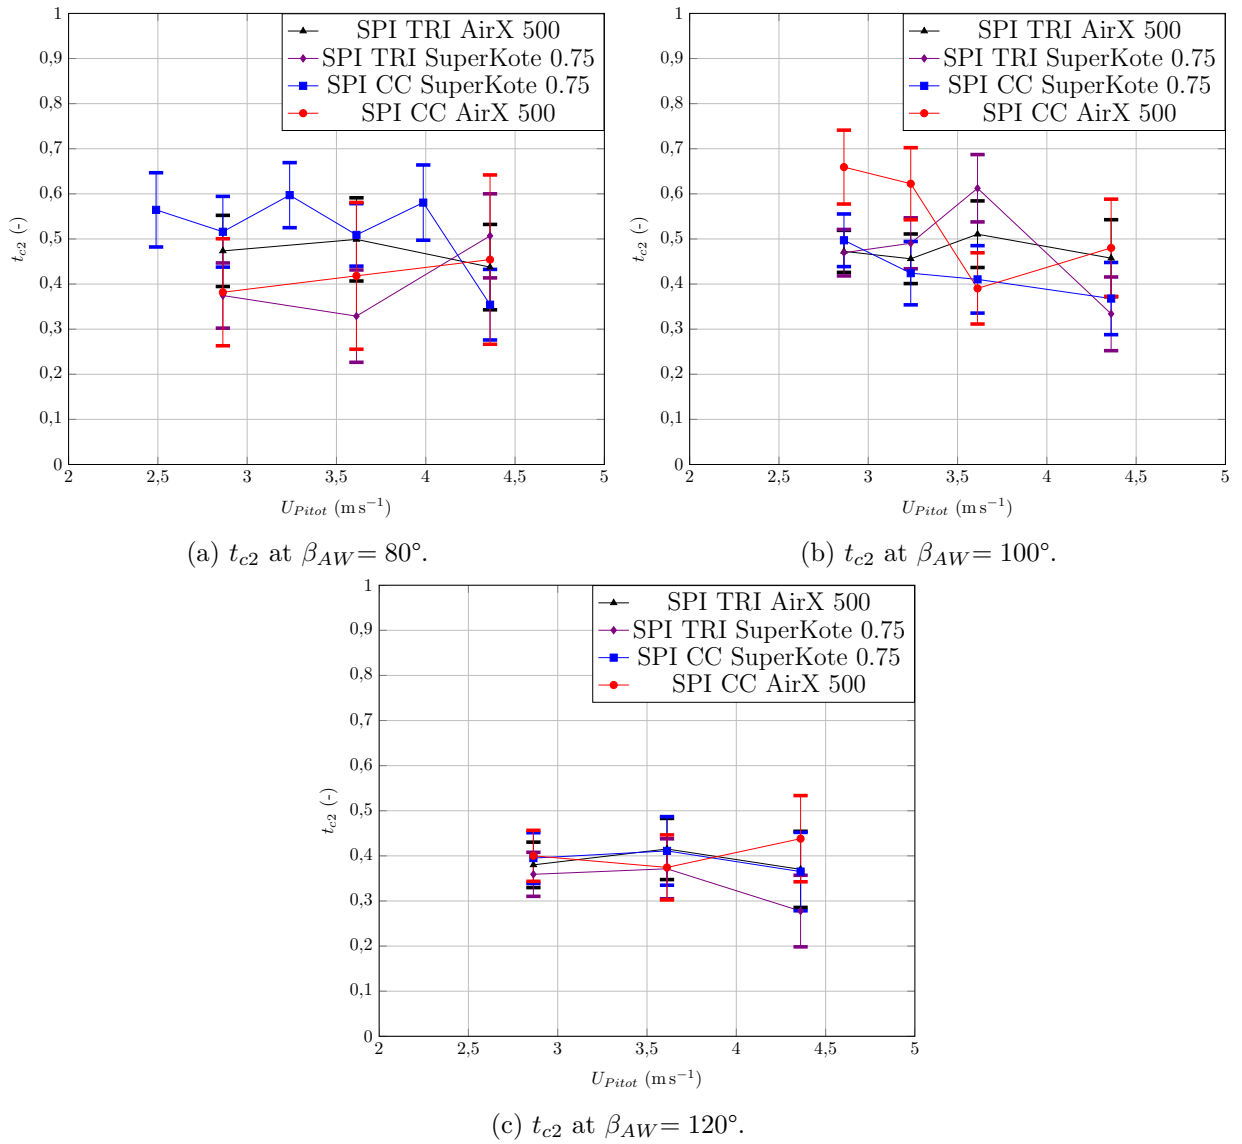 1
0,9
0,8
0,7
0,6
0,5
0,4
0,3
0,2
0,1
0
2 2,5 3 3,5 4 4,5 5
t_{c2} (-)
U_{Pitot} (m s^{-1})
SPI TRI AirX 500
SPI TRI SuperKote 0.75
SPI CC SuperKote 0.75
SPI CC AirX 500
(a) t_{c2} at β_{AW} = 80°.
1
0,9
0,8
0,7
0,6
0,5
0,4
0,3
0,2
0,1
0
2 2,5 3 3,5 4 4,5 5
t_{c2} (-)
U_{Pitot} (m s^{-1})
SPI TRI AirX 500
SPI TRI SuperKote 0.75
SPI CC SuperKote 0.75
SPI CC AirX 500
(b) t_{c2} at β_{AW} = 100°.
1
0,9
0,8
0,7
0,6
0,5
0,4
0,3
0,2
0,1
0
2 2,5 3 3,5 4 4,5 5
t_{c2} (-)
U_{Pitot} (m s^{-1})
SPI TRI AirX 500
SPI TRI SuperKote 0.75
SPI CC SuperKote 0.75
SPI CC AirX 500
(c) t_{c2} at β_{AW} = 120°.